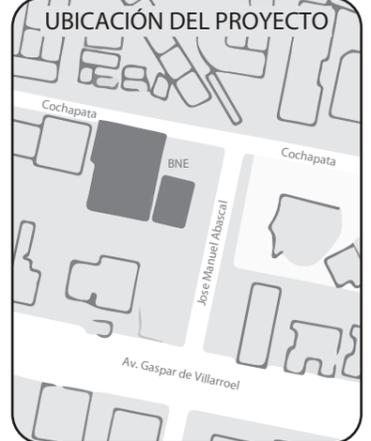 UBICACIÓN DEL PROYECTO
Cochapata
Cochapata
BNE
Jose Manuel Abascal
Av. Gaspar de Villarroel